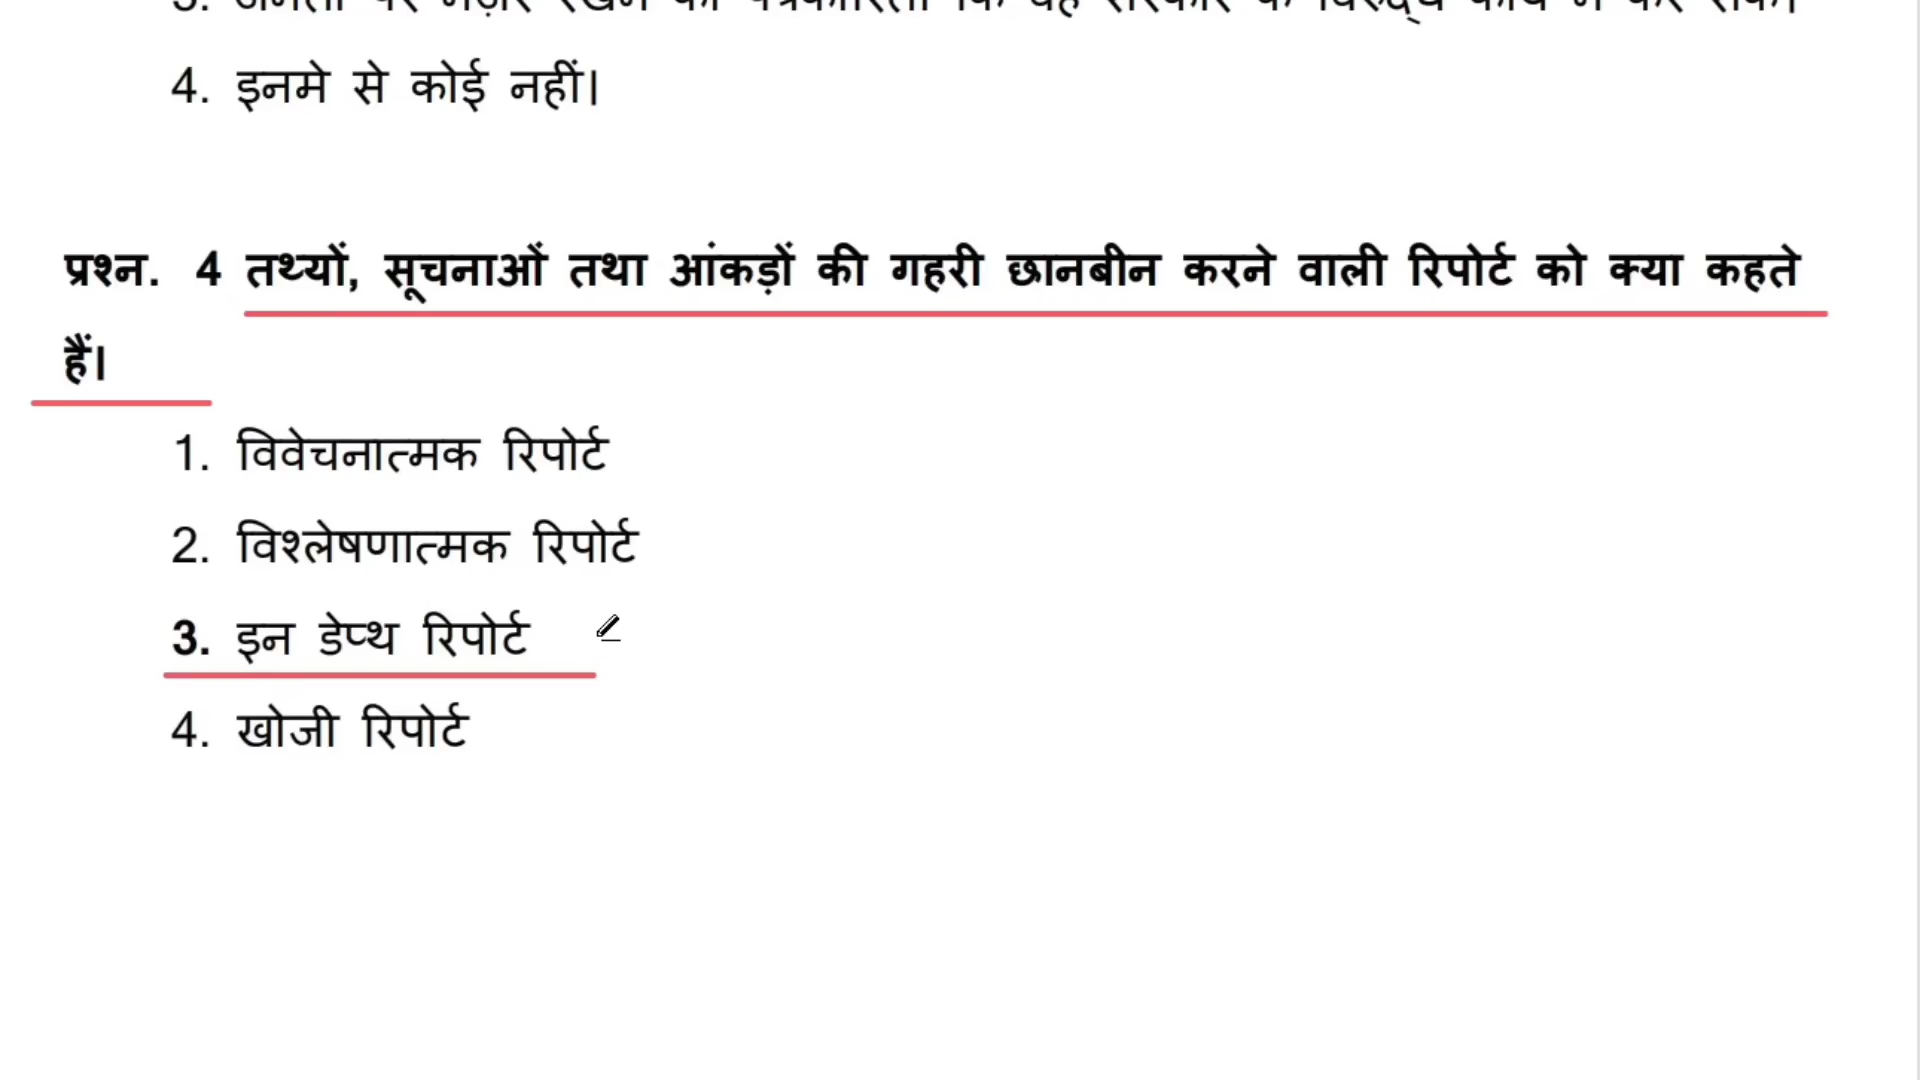 4. इनमे से कोई नहीं।
प्रश्न. 4 तथ्यों, सूचनाओं तथा आंकड़ों की गहरी छानबीन करने वाली रिपोर्ट को क्या कहते
हैं।
1. विवेचनात्मक रिपोर्ट
2. विश्लेषणात्मक रिपोर्ट
3. इन डेप्थ रिपोर्ट
4. खोजी रिपोर्ट